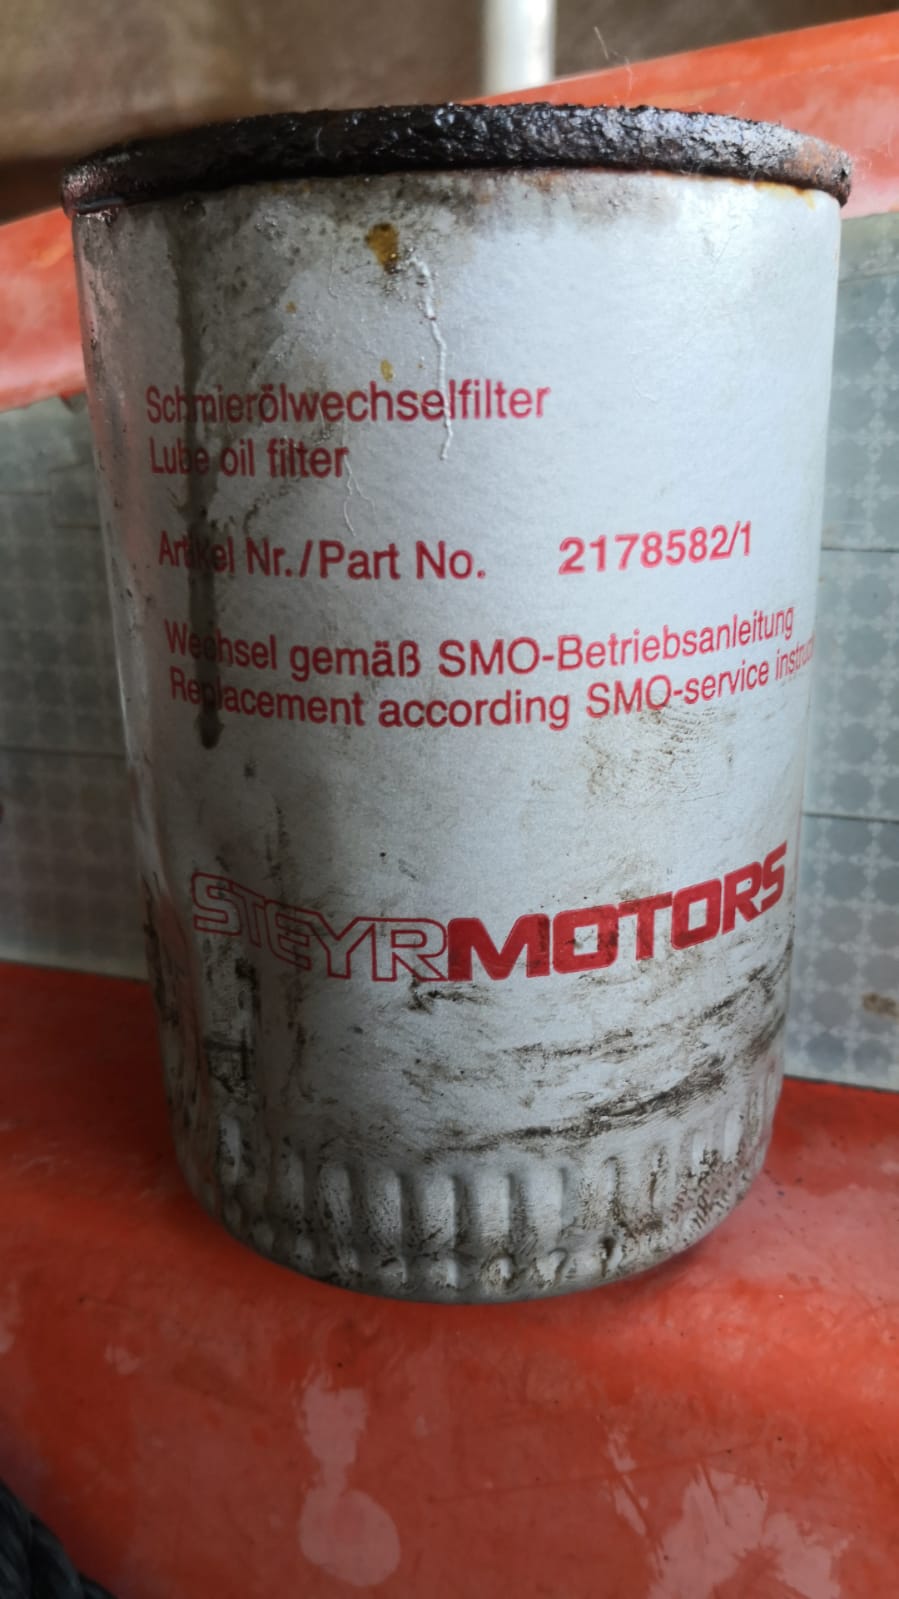 Schmierölwechselfilter
Lube oil filter
Artikel Nr./Part No. 2178582/1
Wechsel gemäß SMO-Betriebsanleitung
Replacement according SMO-service
STEYRMOTORS